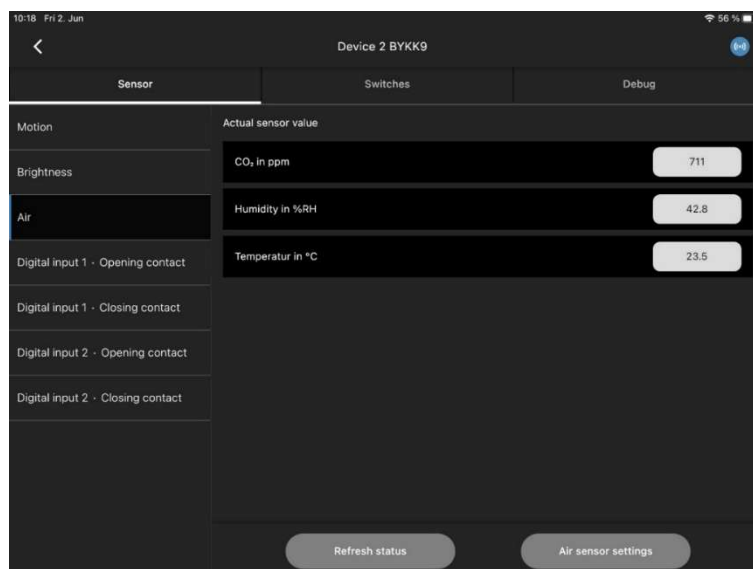 10:18 Fri 2. Jun
56 %
Device 2 BYKK9
Sensor
Switches
Debug
Motion
Brightness
Air
Digital input 1 · Opening contact
Digital input 1 · Closing contact
Digital input 2 · Opening contact
Digital input 2 · Closing contact
Actual sensor value
CO₂ in ppm
711
Humidity in %RH
42.8
Temperatur in °C
23.5
Refresh status
Air sensor settings